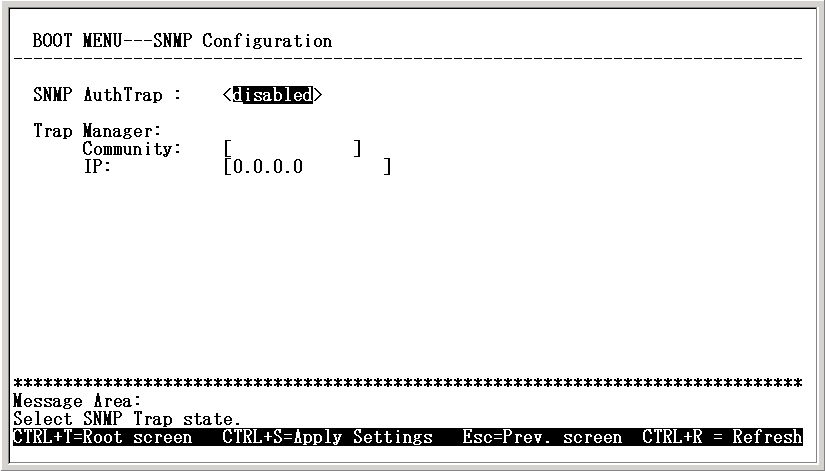 BOOT MENU---SNMP Configuration
--------------------------------------------------------------------------------
SNMP AuthTrap :    <disabled>
Trap Manager:
Community:    [            ]
IP:           [0.0.0.0        ]
********************************************************************************
Message Area:
Select SNMP Trap state.
CTRL+T=Root screen   CTRL+S=Apply Settings   Esc=Prev. screen  CTRL+R = Refresh